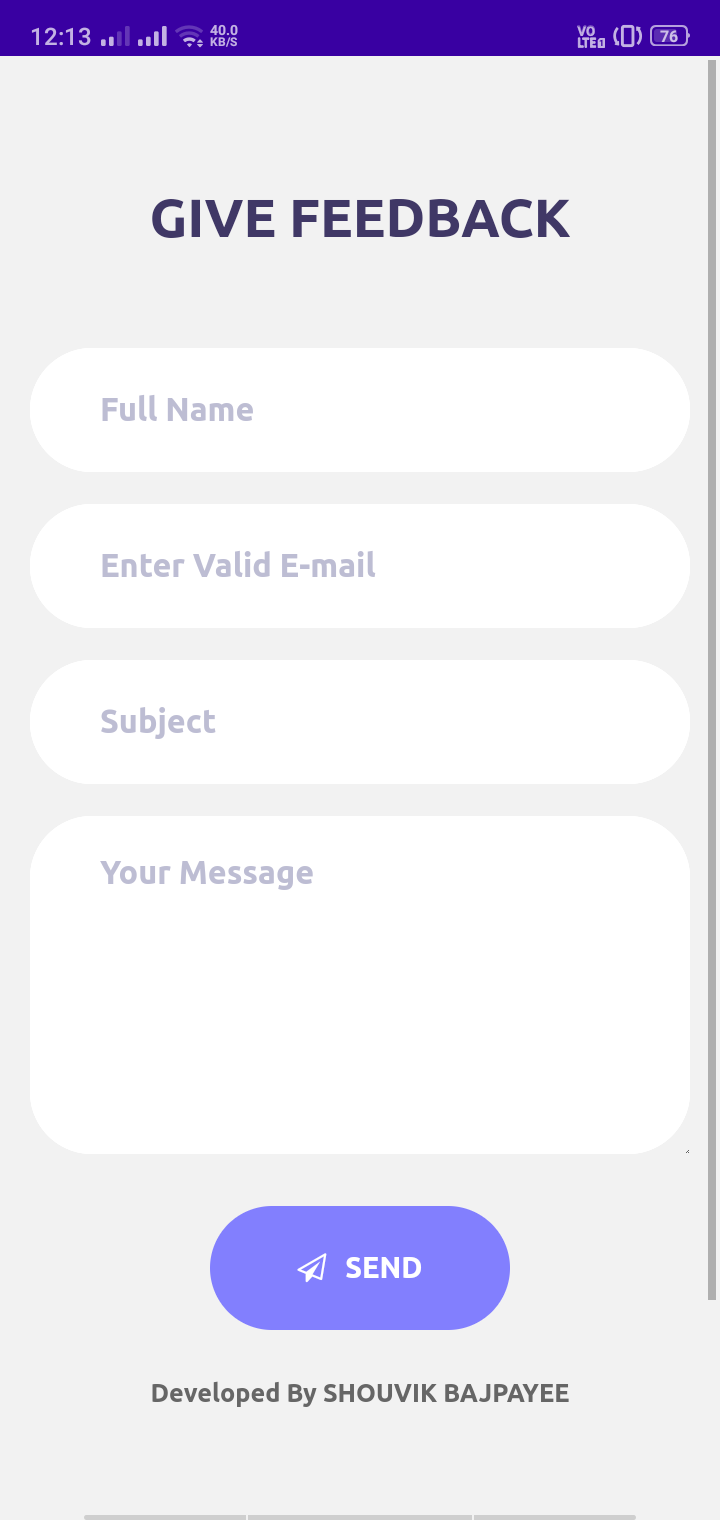 12:13 40.0 KB/S VO LTE 76
GIVE FEEDBACK
Full Name
Enter Valid E-mail
Subject
Your Message
SEND
Developed By SHOUVIK BAJPAYEE